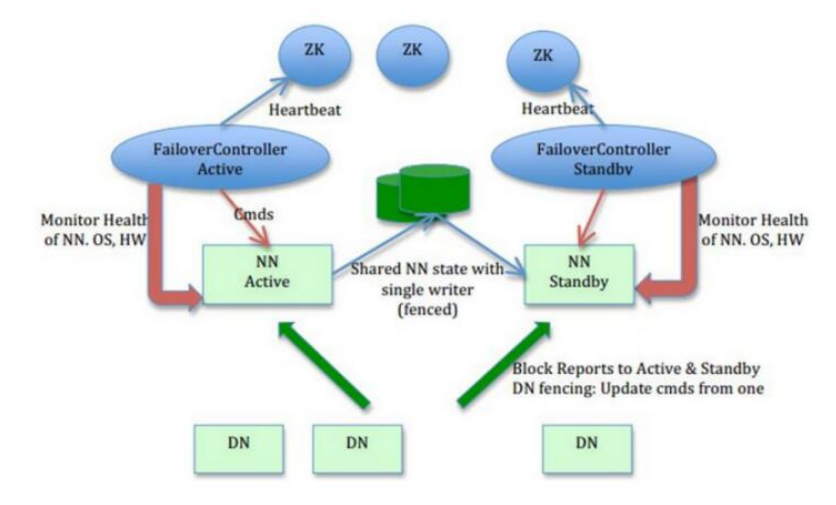 ZK
ZK
ZK
Heartbeat
Heartbeat
FailoverController
Active
FailoverController
Standby
Cmds
Monitor Health
of NN. OS, HW
Monitor Health
of NN. OS, HW
NN
Active
Shared NN state with
single writer
(fenced)
NN
Standby
Block Reports to Active & Standby
DN fencing: Update cmds from one
DN
DN
DN